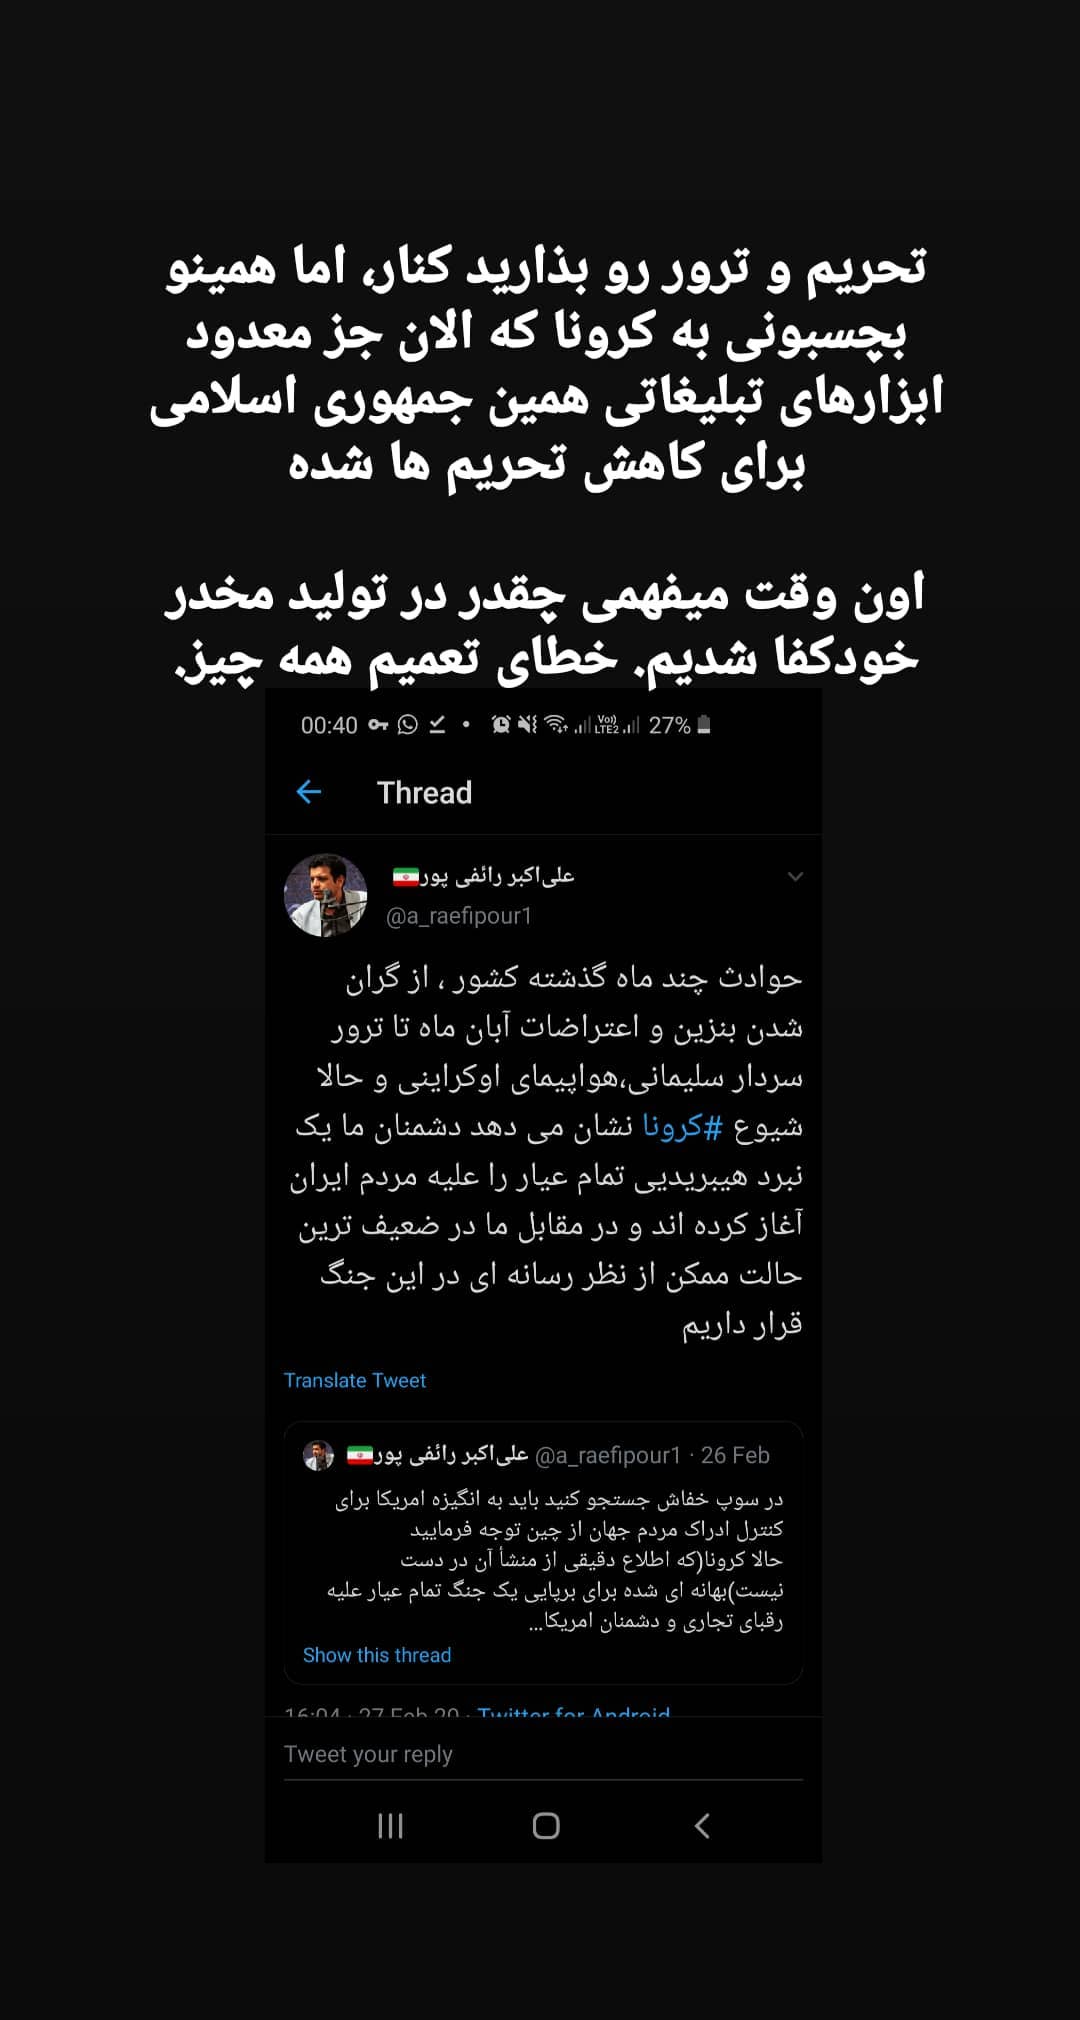 تحریم و ترور رو بذارید کنار، اما همینو
بچسبونی به کرونا که الان جز معدود
ابزارهای تبلیغاتی همین جمهوری اسلامی
برای کاهش تحریم ها شده
اون وقت میفهمی چقدر در تولید مخدر
خودکفا شدیم. خطای تعمیم همه چیز.
00:40 27%
Thread
علی‌اکبر رائفی پور
@a_raefipour1
حوادث چند ماه گذشته کشور ، از گران
شدن بنزین و اعتراضات آبان ماه تا ترور
سردار سلیمانی،هواپیمای اوکراینی و حالا
شیوع #کرونا نشان می دهد دشمنان ما یک
نبرد هیبریدیی تمام عیار را علیه مردم ایران
آغاز کرده اند و در مقابل ما در ضعیف ترین
حالت ممکن از نظر رسانه ای در این جنگ
قرار داریم
Translate Tweet
علی‌اکبر رائفی پور @a_raefipour1 · 26 Feb
در سوپ خفاش جستجو کنید باید به انگیزه امریکا برای
کنترل ادراک مردم جهان از چین توجه فرمایید
حالا کرونا(که اطلاع دقیقی از منشأ آن در دست
نیست)بهانه ای شده برای برپایی یک جنگ تمام عیار علیه
رقبای تجاری و دشمنان امریکا...
Show this thread
16:04 · 27 Feb 20 · Twitter for Android
Tweet your reply